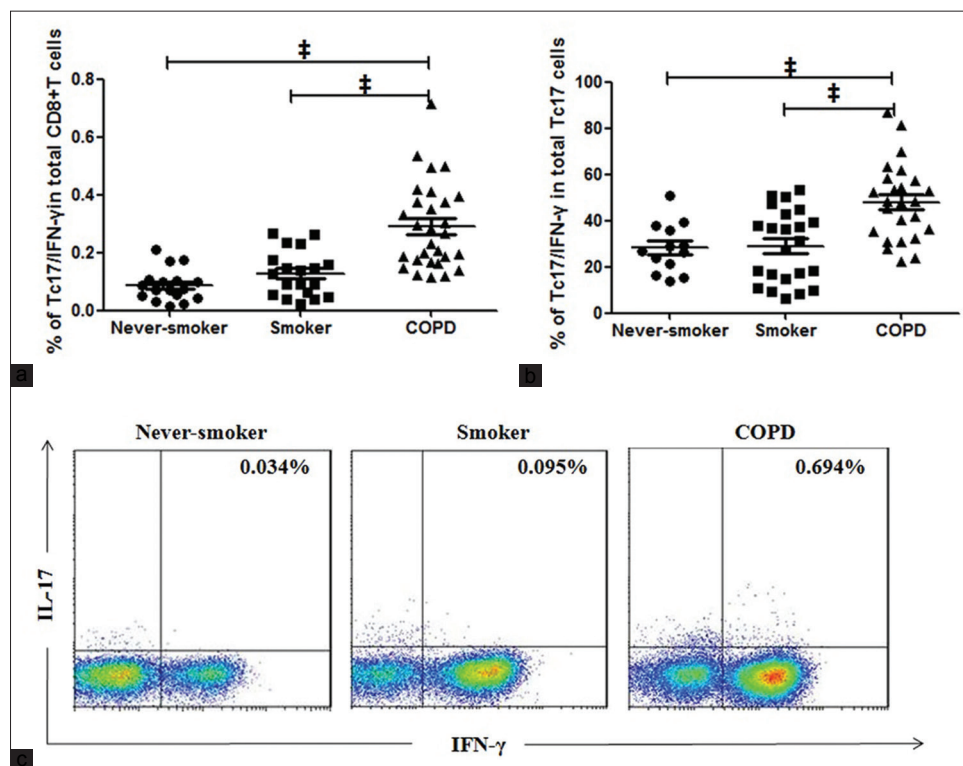 ‡
‡
% of Tc17/IFN-γin total CD8+T cells
0.8
0.6
0.4
0.2
0.0
Never-smoker Smoker COPD
a
‡
‡
% of Tc17/IFN-γ in total Tc17 cells
100
80
60
40
20
0
Never-smoker Smoker COPD
b
Never-smoker Smoker COPD
0.034% 0.095% 0.694%
IL-17
IFN-γ
c